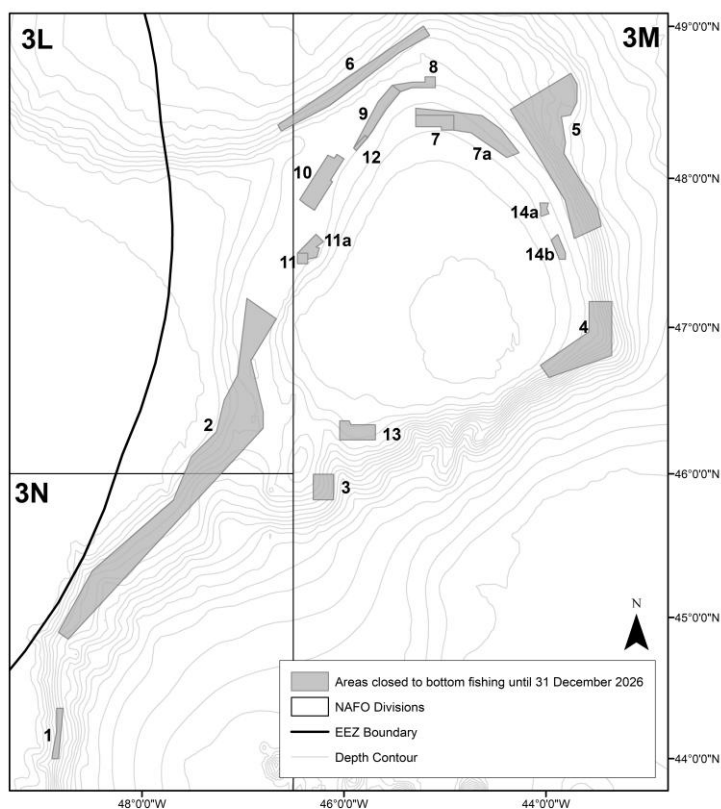 3L
3M
49°0'0"N
6
8
9
5
7
12
7a
48°0'0"N
10
14a
11a
14b
11
47°0'0"N
4
2
13
46°0'0"N
3N
3
45°0'0"N
N
Areas closed to bottom fishing until 31 December 2026
NAFO Divisions
1
EEZ Boundary
Depth Contour
44°0'0"N
48°0'0"W
46°0'0"W
44°0'0"W